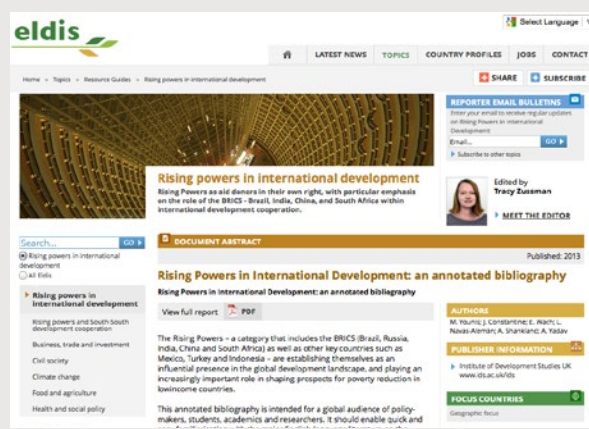 eldis
Select Language
LATEST NEWS TOPICS COUNTRY PROFILES JOBS CONTACT
Home » Topics » Resource Guides » Rising powers in international development
SHARE SUBSCRIBE
REPORTER EMAIL BULLETINS
Enter your email to receive regular updates
on Rising Powers in International
Development
Email... GO
Subscribe to other topics
Rising powers in international development
Rising Powers as aid donors in their own right, with particular emphasis
on the role of the BRICS - Brazil, India, China, and South Africa within
international development cooperation.
Edited by
Tracy Zussman
MEET THE EDITOR
Search... GO
Rising powers in international
development
All Eldis
Rising powers in
international development
Rising powers and South-South
development cooperation
Business, trade and investment
Civil society
Climate change
Food and agriculture
Health and social policy
DOCUMENT ABSTRACT
Published: 2013
Rising Powers in International Development: an annotated bibliography
Rising Powers in International Development: an annotated bibliography
View full report PDF
The Rising Powers – a category that includes the BRICS (Brazil, Russia,
India, China and South Africa) as well as other key countries such as
Mexico, Turkey and Indonesia – are establishing themselves as an
influential presence in the global development landscape, and playing an
increasingly important role in shaping prospects for poverty reduction in
lowincome countries.
This annotated bibliography is intended for a global audience of policy-
makers, students, academics and researchers. It should enable quick and
AUTHORS
M. Younis; J. Constantine; E. Wach; L.
Navas-Alemán; A. Shankland; A. Yadav
PUBLISHER INFORMATION
Institute of Development Studies UK
www.ids.ac.uk/ids
FOCUS COUNTRIES
Geographic focus